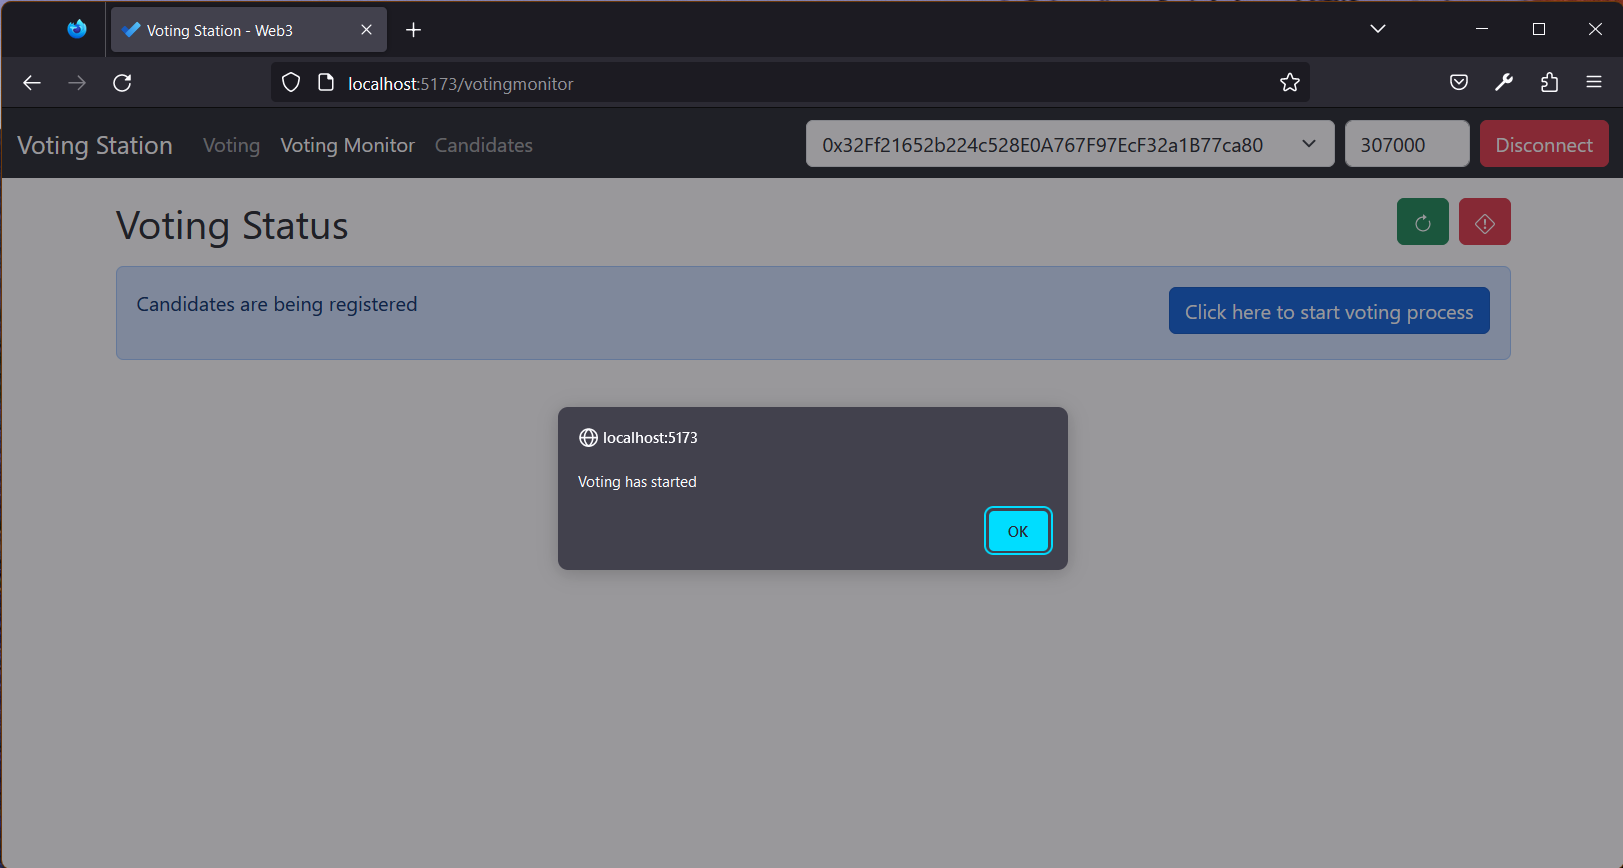 Voting Station - Web3
localhost:5173/votingmonitor
Voting Station Voting Voting Monitor Candidates 0x32Ff21652b224c528E0A767F97EcF32a1B77ca80 307000 Disconnect
Voting Status
Candidates are being registered Click here to start voting process
localhost:5173
Voting has started
OK